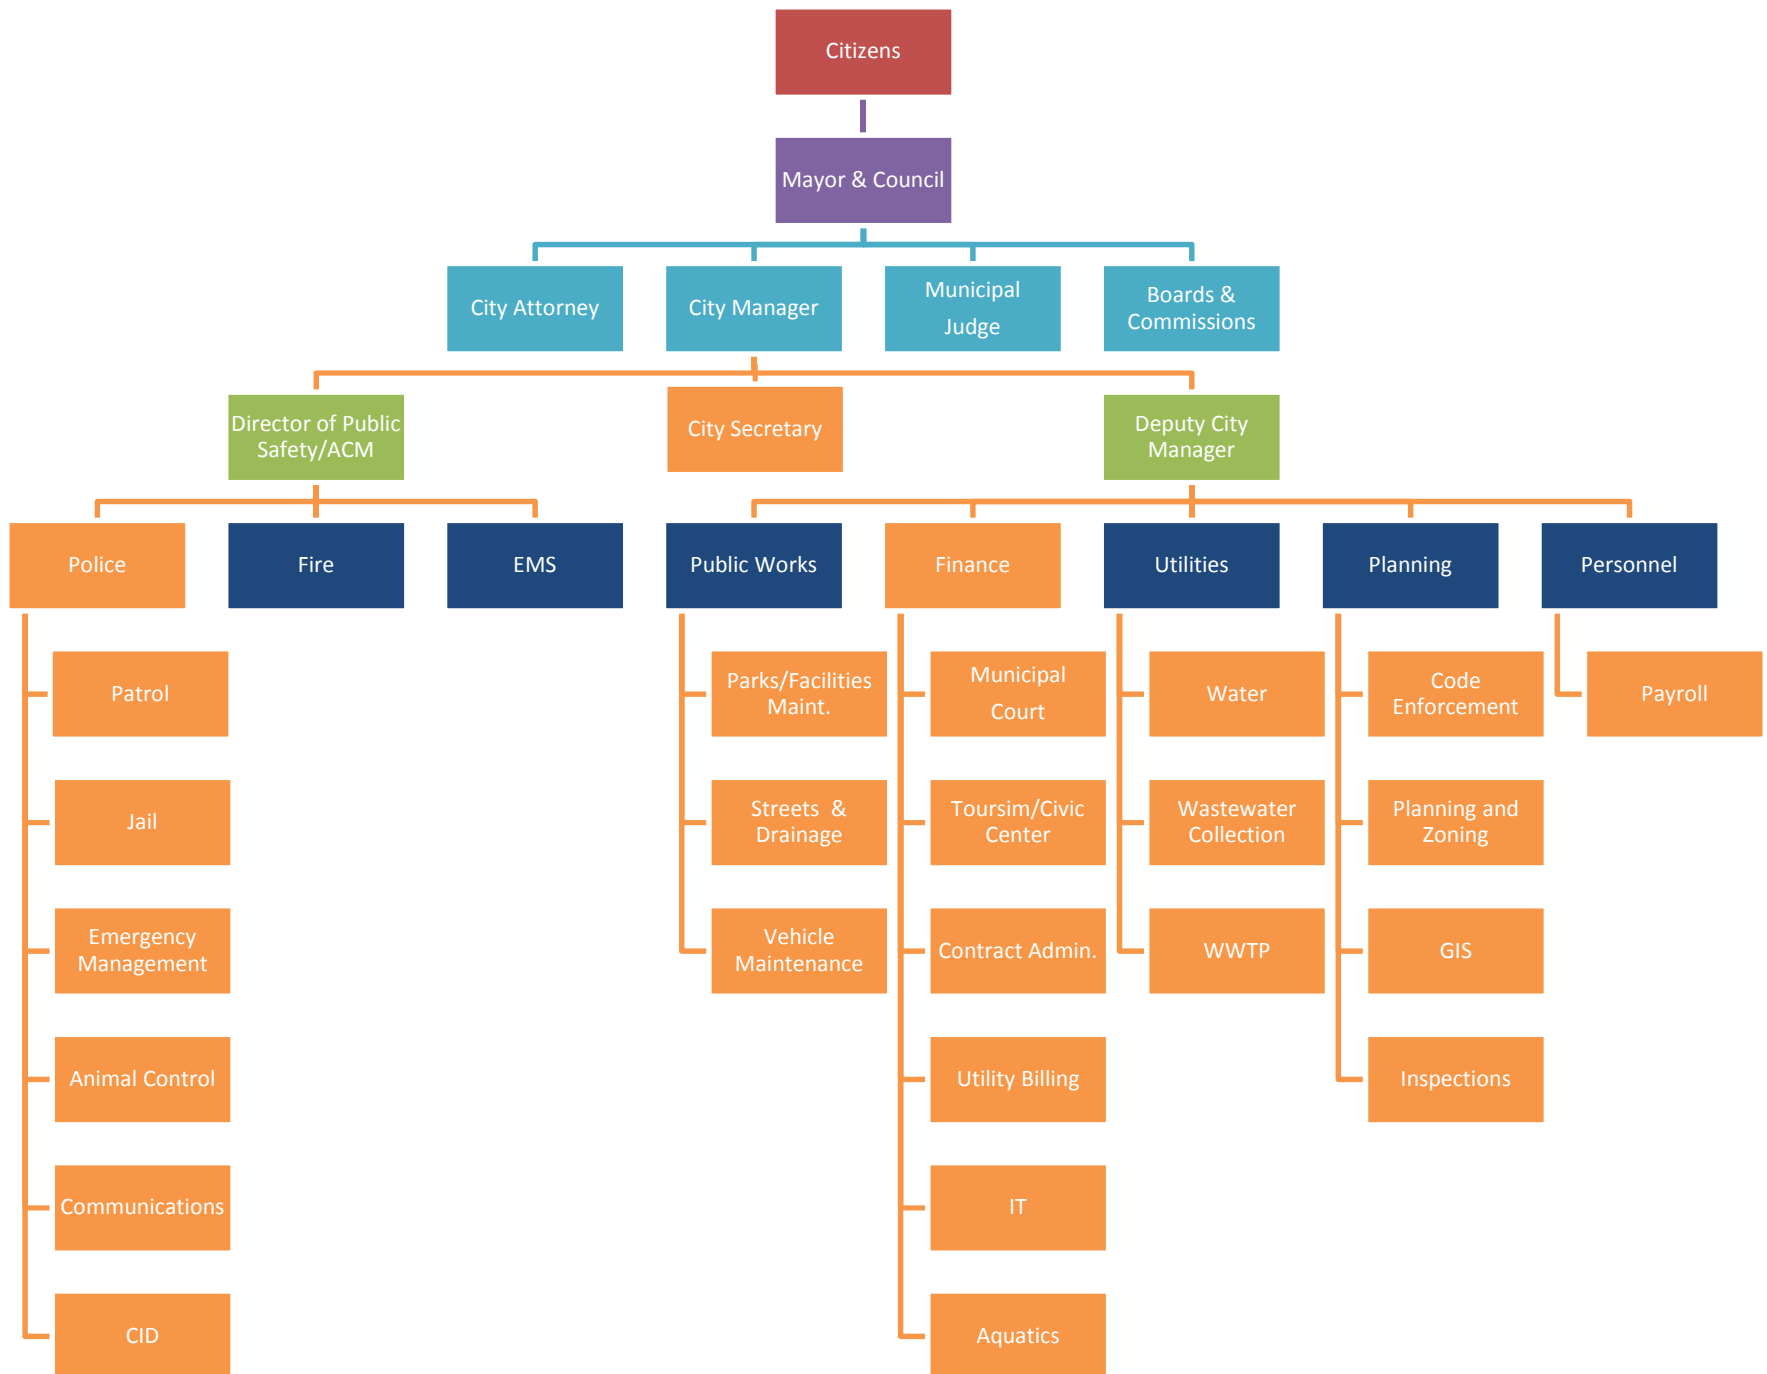 Citizens
Mayor & Council
City Attorney
City Manager
Municipal
Judge
Boards &
Commissions
Director of Public
Safety/ACM
City Secretary
Deputy City
Manager
Police
Fire
EMS
Public Works
Finance
Utilities
Planning
Personnel
Patrol
Parks/Facilities
Maint.
Municipal
Court
Water
Code
Enforcement
Payroll
Jail
Streets &
Drainage
Toursim/Civic
Center
Wastewater
Collection
Planning and
Zoning
Emergency
Management
Vehicle
Maintenance
Contract Admin.
WWTP
GIS
Animal Control
Utility Billing
Inspections
Communications
IT
CID
Aquatics